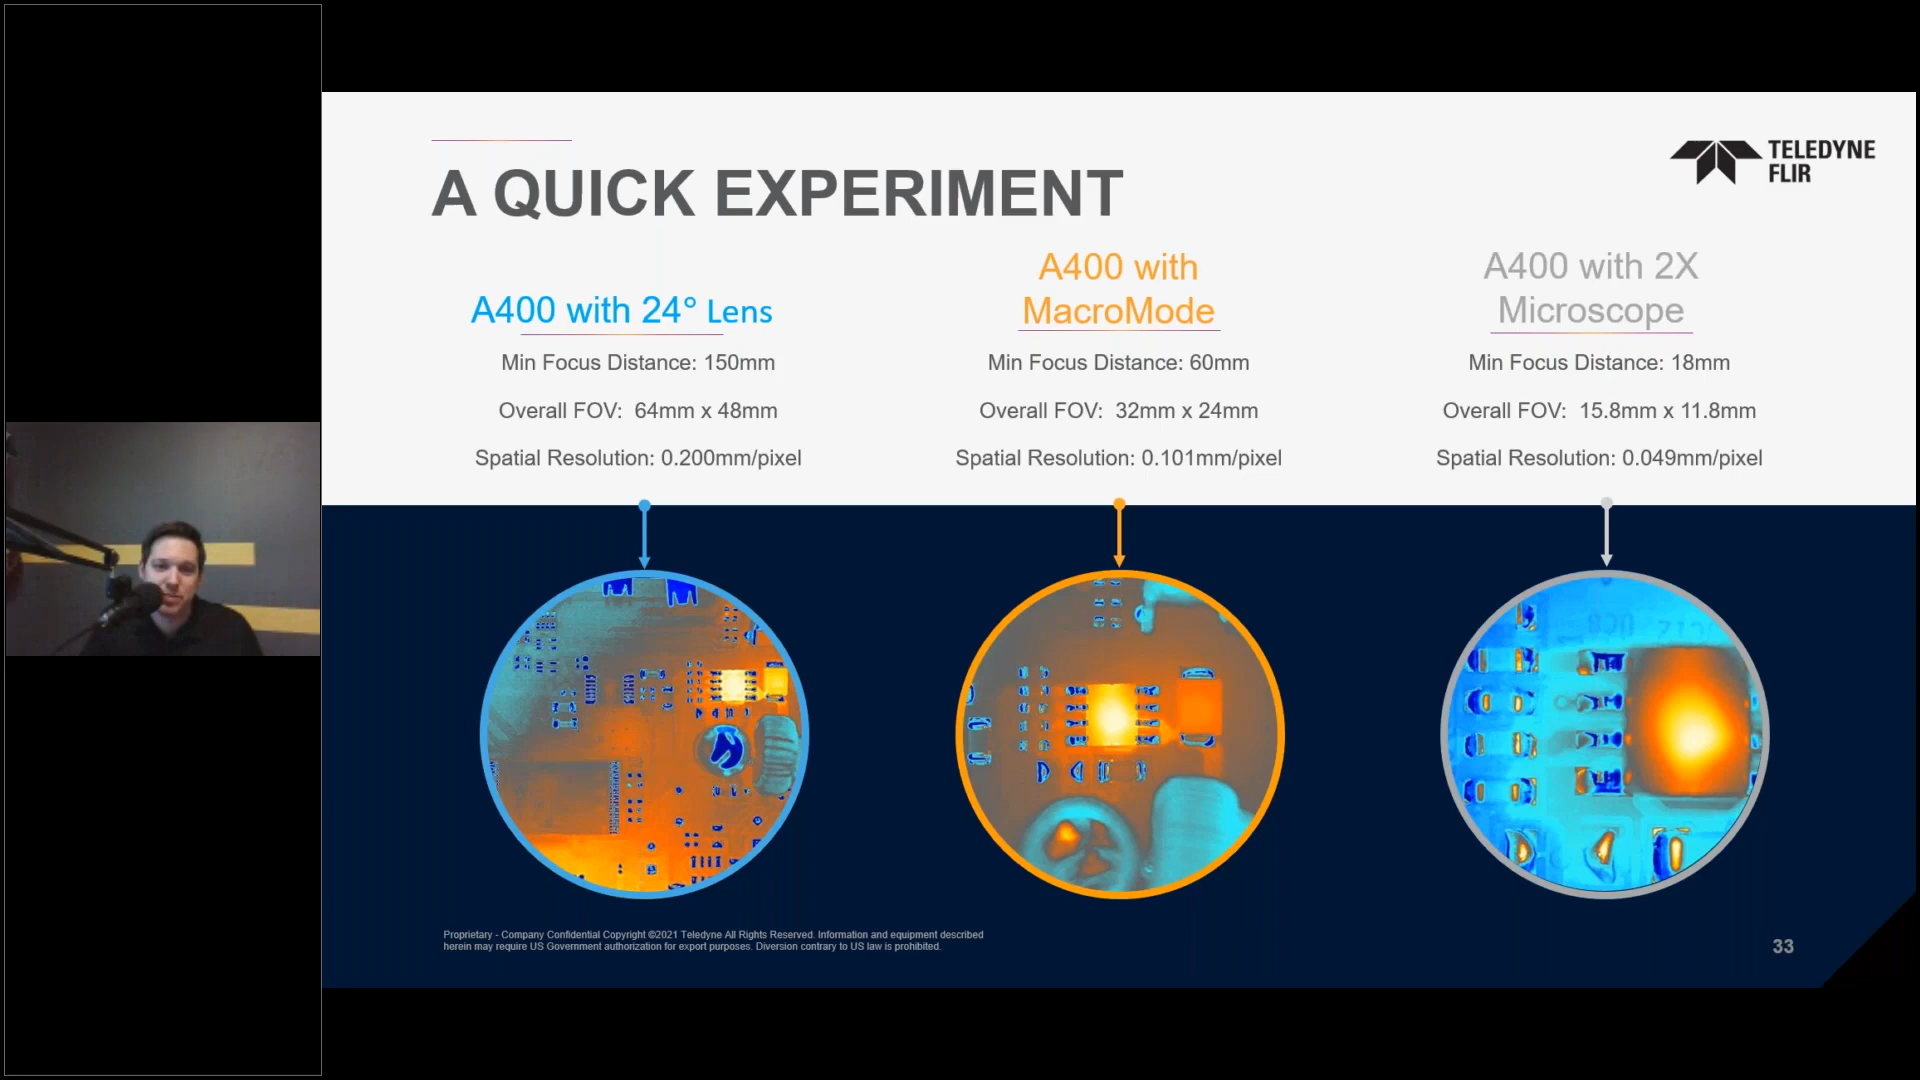 A QUICK EXPERIMENT
TELEDYNE
FLIR
A400 with 24° Lens
Min Focus Distance: 150mm
Overall FOV: 64mm x 48mm
Spatial Resolution: 0.200mm/pixel
A400 with
MacroMode
Min Focus Distance: 60mm
Overall FOV: 32mm x 24mm
Spatial Resolution: 0.101mm/pixel
A400 with 2X
Microscope
Min Focus Distance: 18mm
Overall FOV: 15.8mm x 11.8mm
Spatial Resolution: 0.049mm/pixel
Proprietary - Company Confidential Copyright ©2021 Teledyne All Rights Reserved. Information and equipment described
herein may require US Government authorization for export purposes. Diversion contrary to US law is prohibited.
33